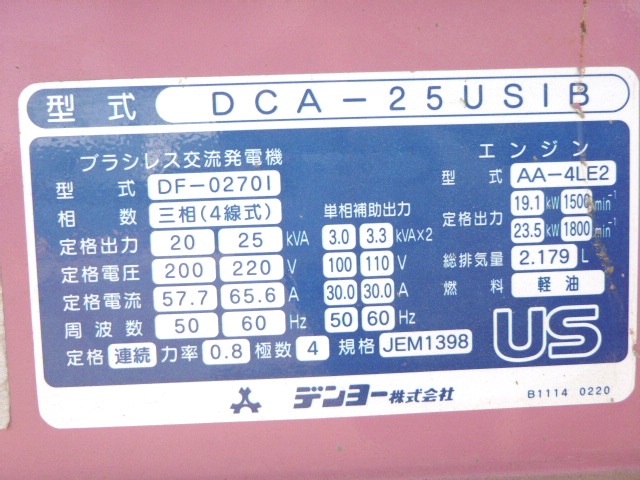 型式 DCA-25USIB
ブラシレス交流発電機
型式 DF-0270I
相数 三相(4線式) 単相補助出力
定格出力 20 25 kVA 3.0 3.3 kVA×2
定格電圧 200 220 V 100 110 V
定格電流 57.7 65.6 A 30.0 30.0 A
周波数 50 60 Hz 50 60 Hz
定格 連続 力率 0.8 極数 4 規格 JEM1398
エンジン
型式 AA-4LE2
定格出力 19.1 kW 1500 min⁻¹
23.5 kW 1800 min⁻¹
総排気量 2.179 L
燃料 軽油
US
デンヨー株式会社
B1114 0220